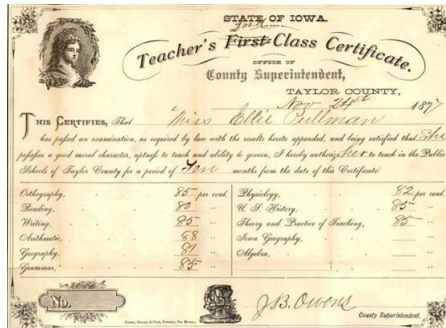 STATE OF IOWA.
2nd
Teacher's First Class Certificate.
OFFICE OF
County Superintendent,
TAYLOR COUNTY,
Nov 24th 1877
THIS CERTIFIES, That Miss Ellie Pullman
has passed an examination, as required by law with the results hereto appended, and being satisfied that She
possesses a good moral character, aptness to teach and ability to govern, I hereby authorize her to teach in the Public
Schools of Taylor County for a period of Ten months from the date of this Certificate
Orthography, 85 per cent.
Reading, 80 "
Writing, 85 "
Arithmetic, 88 "
Geography, 81 "
Grammar, 85 "
Physiology, 82 per cent.
U. S. History, 85 "
Theory and Practice of Teaching, 85 "
Iowa Geography, "
Algebra, "
No.
J.B. Owens
County Superintendent.